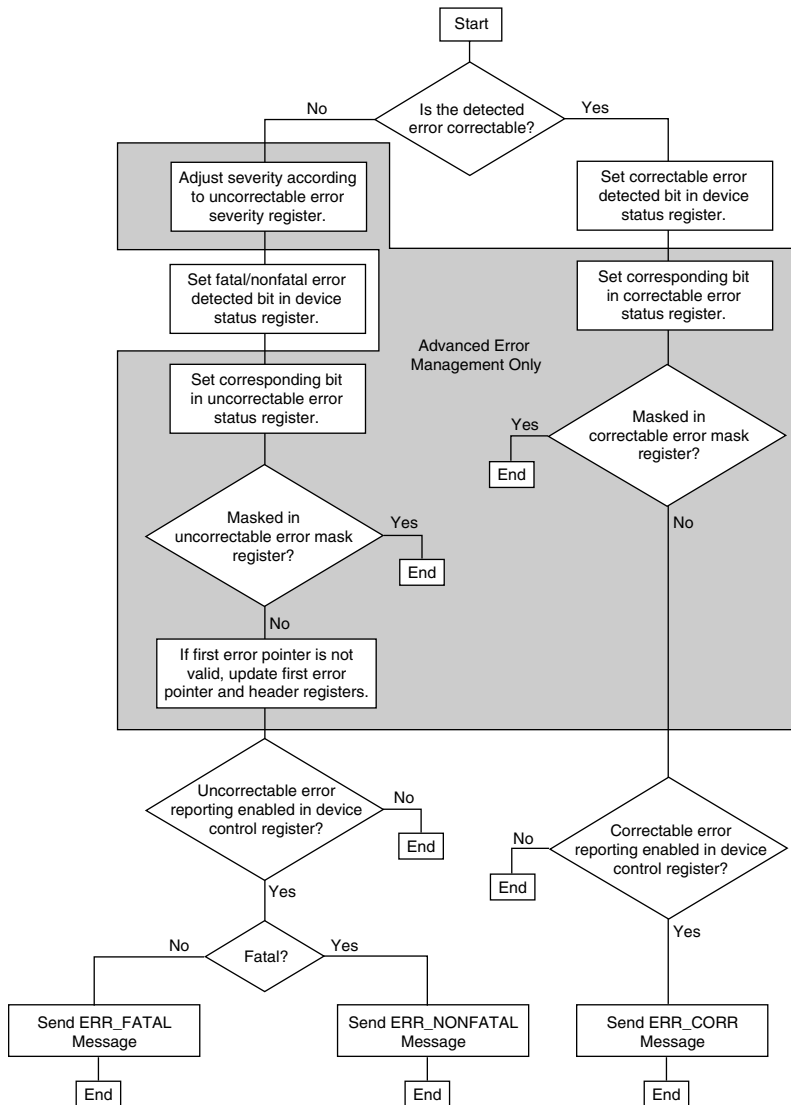 Start
Is the detected
error correctable?
No
Yes
Adjust severity according
to uncorrectable error
severity register.
Set correctable error
detected bit in device
status register.
Set fatal/nonfatal error
detected bit in device
status register.
Set corresponding bit
in correctable error
status register.
Advanced Error
Management Only
Set corresponding bit
in uncorrectable error
status register.
Masked in
correctable error mask
register?
Yes
End
No
Masked in
uncorrectable error mask
register?
Yes
End
No
If first error pointer is not
valid, update first error
pointer and header registers.
Uncorrectable error
reporting enabled in device
control register?
No
End
Yes
Correctable error
reporting enabled in device
control register?
No
End
Yes
Fatal?
No
Yes
Send ERR_FATAL
Message
Send ERR_NONFATAL
Message
Send ERR_CORR
Message
End
End
End